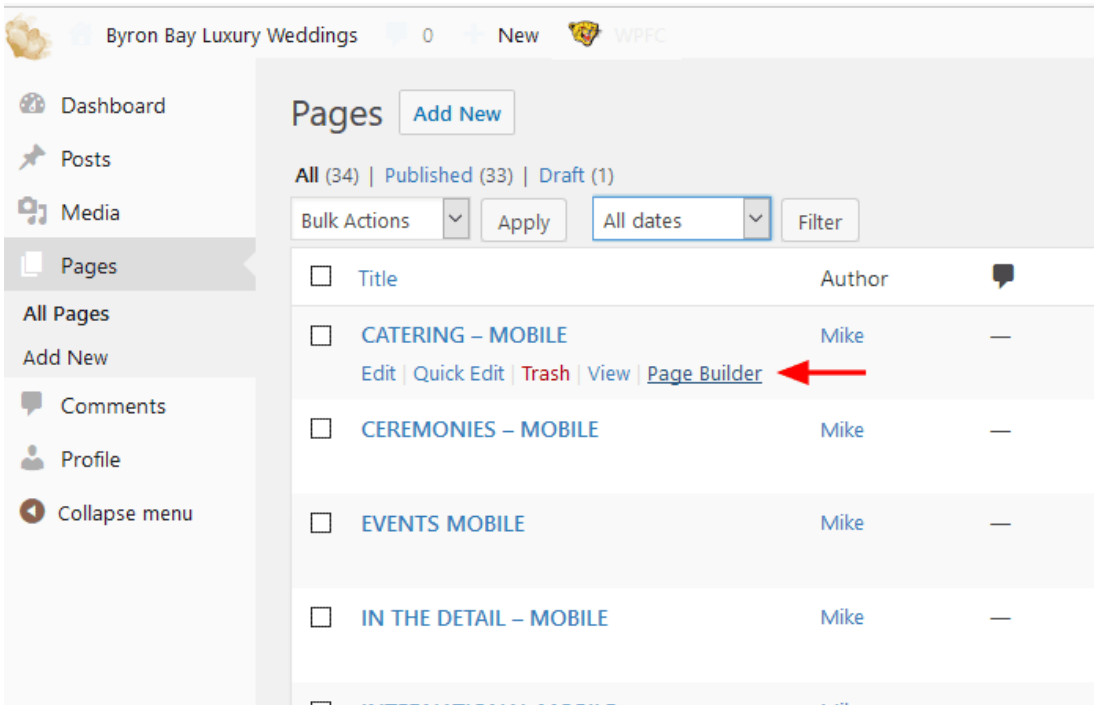 Byron Bay Luxury Weddings 0 New WPFC
Dashboard
Posts
Media
Pages
All Pages
Add New
Comments
Profile
Collapse menu
Pages Add New
All (34) | Published (33) | Draft (1)
Bulk Actions Apply All dates Filter
Title Author
CATERING – MOBILE Mike —
Edit | Quick Edit | Trash | View | Page Builder
CEREMONIES – MOBILE Mike —
EVENTS MOBILE Mike —
IN THE DETAIL – MOBILE Mike —